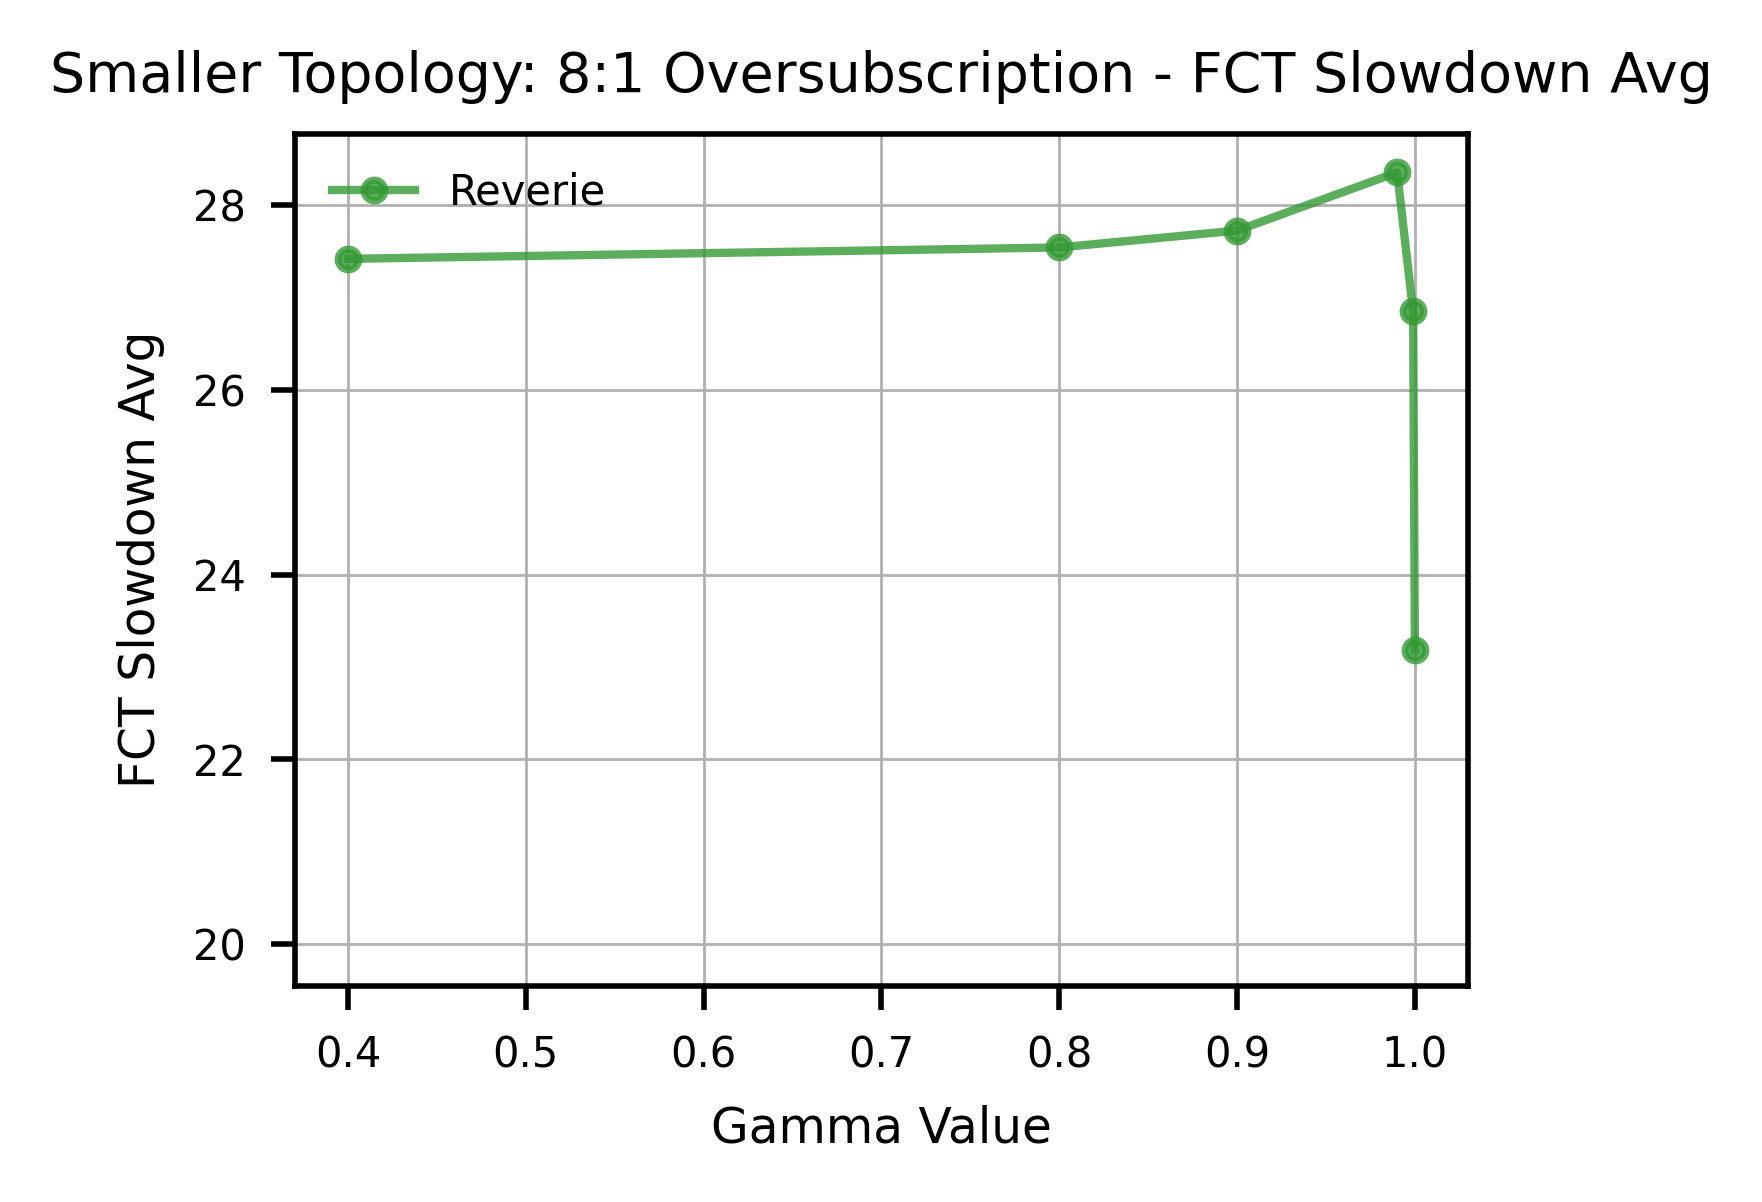 Smaller Topology: 8:1 Oversubscription - FCT Slowdown Avg
Reverie
28
26
24
22
20
FCT Slowdown Avg
0.4 0.5 0.6 0.7 0.8 0.9 1.0
Gamma Value